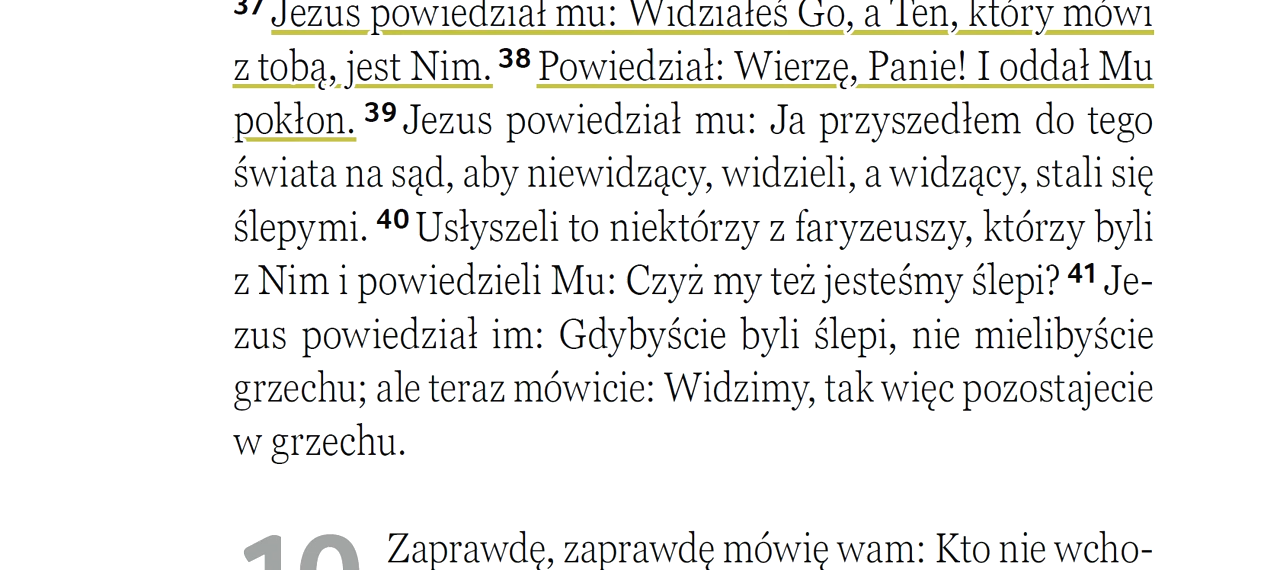 37 Jezus powiedział mu: Widziałeś Go, a Ten, który mówi
z tobą, jest Nim. 38 Powiedział: Wierzę, Panie! I oddał Mu
pokłon. 39 Jezus powiedział mu: Ja przyszedłem do tego
świata na sąd, aby niewidzący, widzieli, a widzący, stali się
ślepymi. 40 Usłyszeli to niektórzy z faryzeuszy, którzy byli
z Nim i powiedzieli Mu: Czyż my też jesteśmy ślepi? 41 Je-
zus powiedział im: Gdybyście byli ślepi, nie mielibyście
grzechu; ale teraz mówicie: Widzimy, tak więc pozostajecie
w grzechu.
10 Zaprawdę, zaprawdę mówię wam: Kto nie wcho-